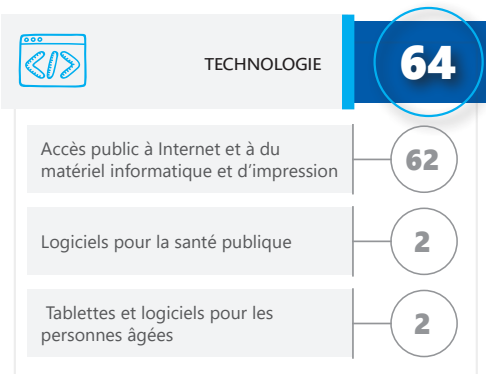 TECHNOLOGIE
64
Accès public à Internet et à du
matériel informatique et d'impression
62
Logiciels pour la santé publique
2
Tablettes et logiciels pour les
personnes âgées
2